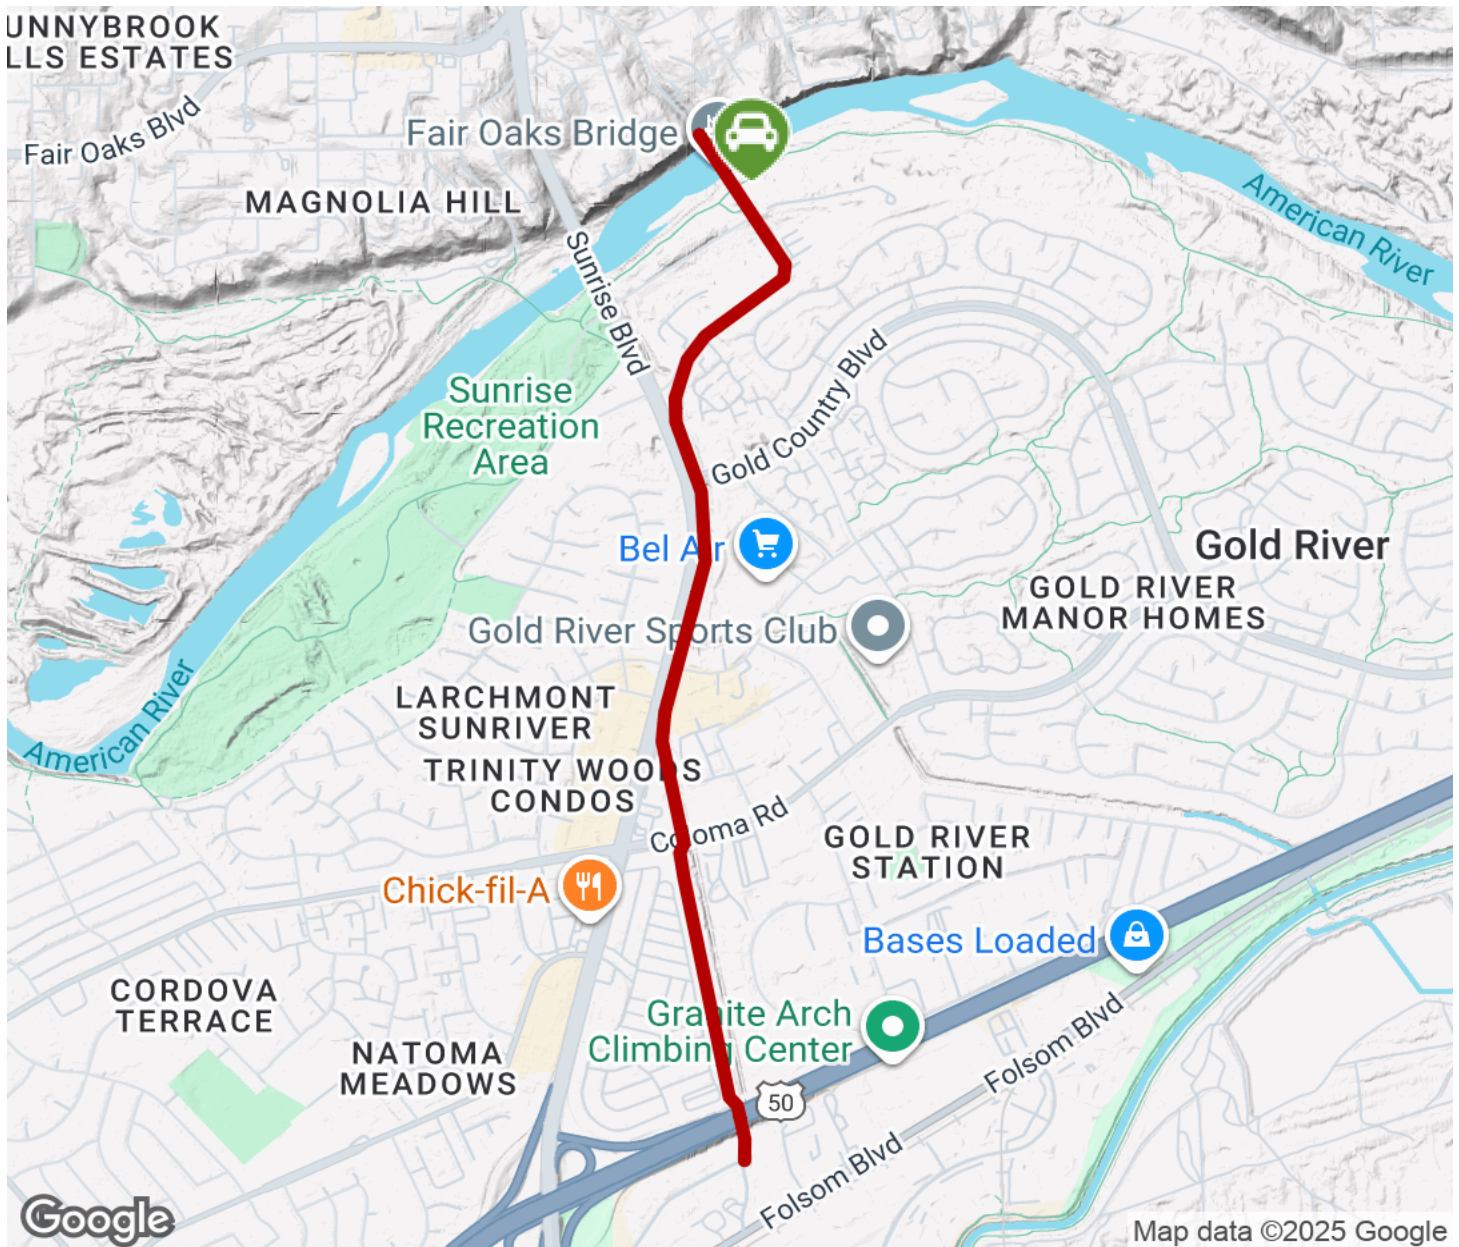 UNNYBROOK
LLS ESTATES
Fair Oaks Blvd
Fair Oaks Bridge
MAGNOLIA HILL
American River
Sunrise Blvd
Gold Country Blvd
Sunrise
Recreation
Area
Bel Air
Gold River
GOLD RIVER
MANOR HOMES
Gold River Sports Club
LARCHMONT
SUNRIVER
American River
TRINITY WOODS
CONDOS
Coloma Rd
GOLD RIVER
STATION
Chick-fil-A
Bases Loaded
CORDOVA
TERRACE
Granite Arch
Climbing Center
NATOMA
MEADOWS
Folsom Blvd
50
Folsom Blvd
Google
Map data ©2025 Google